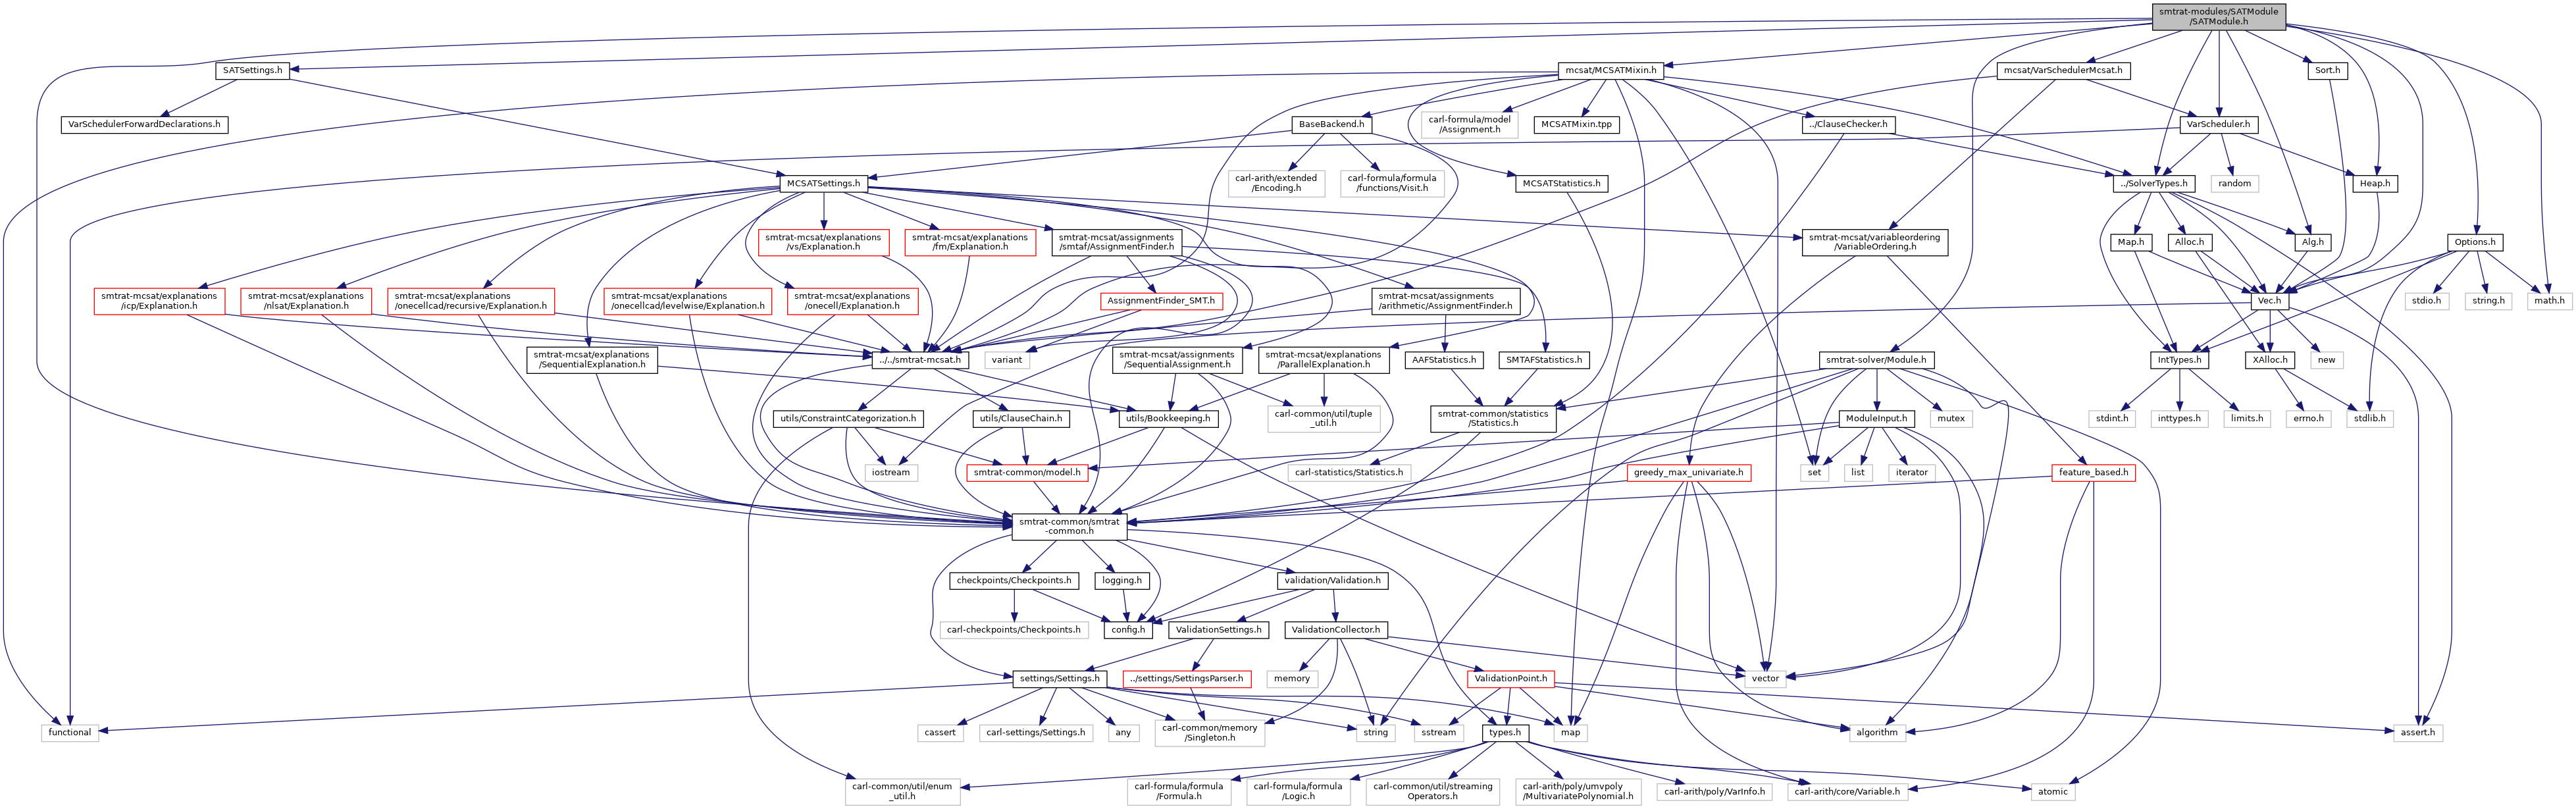 smtrat-modules/SATModule
/SATModule.h
SATSettings.h
mcsat/MCSATMixin.h
mcsat/VarSchedulerMcsat.h
Sort.h
VarSchedulerForwardDeclarations.h
BaseBackend.h
carl-formula/model
/Assignment.h
MCSATMixin.tpp
../ClauseChecker.h
VarScheduler.h
MCSATSettings.h
carl-arith/extended
/Encoding.h
carl-formula/formula
/functions/Visit.h
MCSATStatistics.h
../SolverTypes.h
random
Heap.h
smtrat-mcsat/explanations
/vs/Explanation.h
smtrat-mcsat/explanations
/fm/Explanation.h
smtrat-mcsat/assignments
/smtaf/AssignmentFinder.h
smtrat-mcsat/variableordering
/VariableOrdering.h
Map.h
Alloc.h
Alg.h
Options.h
smtrat-mcsat/explanations
/icp/Explanation.h
smtrat-mcsat/explanations
/nlsat/Explanation.h
smtrat-mcsat/explanations
/onecellcad/recursive/Explanation.h
smtrat-mcsat/explanations
/onecellcad/levelwise/Explanation.h
smtrat-mcsat/explanations
/onecell/Explanation.h
AssignmentFinder_SMT.h
smtrat-mcsat/assignments
/arithmetic/AssignmentFinder.h
Vec.h
stdio.h
string.h
math.h
smtrat-mcsat/explanations
/SequentialExplanation.h
../../smtrat-mcsat.h
variant
smtrat-mcsat/assignments
/SequentialAssignment.h
smtrat-mcsat/explanations
/ParallelExplanation.h
AAFStatistics.h
SMTAFStatistics.h
smtrat-solver/Module.h
IntTypes.h
XAlloc.h
new
utils/ConstraintCategorization.h
utils/ClauseChain.h
utils/Bookkeeping.h
carl-common/util/tuple
_util.h
smtrat-common/statistics
/Statistics.h
ModuleInput.h
mutex
stdint.h
inttypes.h
limits.h
errno.h
stdlib.h
iostream
smtrat-common/model.h
carl-statistics/Statistics.h
greedy_max_univariate.h
set
list
iterator
feature_based.h
smtrat-common/smtrat
-common.h
checkpoints/Checkpoints.h
logging.h
validation/Validation.h
carl-checkpoints/Checkpoints.h
config.h
ValidationSettings.h
ValidationCollector.h
settings/Settings.h
../settings/SettingsParser.h
memory
ValidationPoint.h
vector
functional
cassert
carl-settings/Settings.h
any
carl-common/memory
/Singleton.h
string
sstream
types.h
map
algorithm
assert.h
carl-common/util/enum
_util.h
carl-formula/formula
/Formula.h
carl-formula/formula
/Logic.h
carl-common/util/streaming
Operators.h
carl-arith/poly/umvpoly
/MultivariatePolynomial.h
carl-arith/poly/VarInfo.h
carl-arith/core/Variable.h
atomic